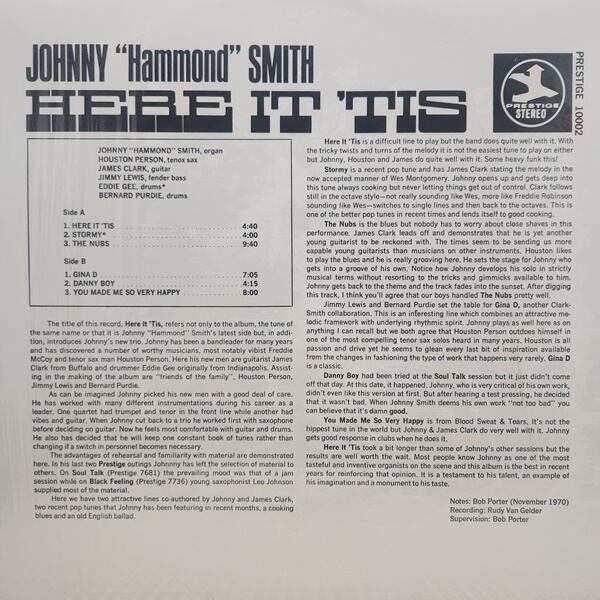 JOHNNY "Hammond" SMITH
HERE IT 'TIS
PRESTIGE
STEREO
PRESTIGE 10002
JOHNNY "HAMMOND" SMITH, organ
HOUSTON PERSON, tenor sax
JAMES CLARK, guitar
JIMMY LEWIS, fender bass
EDDIE GEE, drums*
BERNARD PURDIE, drums
Side A
1. HERE IT 'TIS 4:40
2. STORMY* 4:00
3. THE NUBS 9:40
Side B
1. GINA D 7:05
2. DANNY BOY 4:15
3. YOU MADE ME SO VERY HAPPY 8:00
The title of this record, Here It 'Tis, refers not only to the album, the tune of
the same name or that it is Johnny "Hammond" Smith's latest side but, in addi-
tion, introduces Johnny's new trio. Johnny has been a bandleader for many years
and has discovered a number of worthy musicians, most notably vibist Freddie
McCoy and tenor sax man Houston Person. Here his new men are guitarist James
Clark from Buffalo and drummer Eddie Gee originally from Indianapolis. Assist-
ing in the making of the album are "friends of the family", Houston Person,
Jimmy Lewis and Bernard Purdie.
As can be imagined Johnny picked his new men with a good deal of care.
He has worked with many different instrumentations during his career as a
leader. One quartet had trumpet and tenor in the front line while another had
vibes and guitar. When Johnny cut back to a trio he worked first with saxophone
before deciding on guitar. Now he feels most comfortable with guitar and drums.
He also has decided that he will keep one constant book of tunes rather than
changing if a switch in personnel becomes necessary.
The advantages of rehearsal and familiarity with material are demonstrated
here. In his last two Prestige outings Johnny has left the selection of material to
others. On Soul Talk (Prestige 7681) the trend was mostly that of a jam
session while on Black Feeling (Prestige 7736) young saxophonist Leo Johnson
supplied most of the material.
Here we have two attractive lines co-authored by Johnny and James Clark,
two recent pop tunes that Johnny has been featuring in recent months, a cooking
blues and an old English ballad.
Here It 'Tis is a difficult line to play but the band does quite well with it. With
the tricky twists and turns of the melody it is not the easiest tune to play on either
but Johnny, Houston and James do quite well with it. Some heavy funk this!
Stormy is a recent pop tune and has James Clark stating the melody in the
now accepted manner of Wes Montgomery. Johnny opens up and gets deep into
this tune always cooking but never letting things get out of control. Clark follows
still in the octave style—not really sounding like Wes, more like Freddie Robinson
sounding like Wes—switches to single lines and then back to the octaves. This is
one of the better pop tunes in recent times and lends itself to good cooking.
The Nubs is the blues but nobody has to worry about close shaves in this
performance. James Clark leads off and demonstrates that he is yet another
young guitarist to be reckoned with. The times seem to be sending us more
capable young guitarists than musicians on other instruments. Houston likes
to play the blues and he is really grooving here. He sets the stage for Johnny who
gets into a groove of his own. Notice how Johnny develops his solo in strictly
musical terms without resorting to the tricks and gimmicks available to him.
Johnny gets back to the theme and the track fades into the sunset. After digging
this track, I think you'll agree that our boys handled The Nubs pretty well.
Jimmy Lewis and Bernard Purdie set the table for Gina D, another Clark-
Smith collaboration. This is an interesting line which combines an attractive me-
lodic framework with underlying rhythmic spirit. Johnny plays as well here as on
anything I can recall but we both agree that Houston Person outdoes himself in
one of the most compelling tenor sax solos heard in many years. Houston is all
passion and drive yet he seems to glean every last bit of inspiration available
from the changes in fashioning the type of work that happens very rarely. Gina D
is a classic.
Danny Boy had been tried at the Soul Talk session but it just didn't come
off that day. At this date, it happened. Johnny, who is very critical of his own work,
didn't even like this version at first. But after hearing a test pressing, he decided
that it wasn't bad. When Johnny Smith deems his own work "not too bad" you
can believe that it's damn good.
You Made Me So Very Happy is from Blood Sweat & Tears. It's not the
hippest tune in the world but Johnny & James Clark do very well with it. Johnny
gets good response in clubs when he does it.
Here It 'Tis took a bit longer than some of Johnny's other sessions but the
results are well worth the wait. Most people know Johnny as one of the most
tasteful and inventive organists on the scene and this album is the best in recent
years for reinforcing that opinion. It is a testament to his talent, an example of
his imagination and a monument to his taste.
Notes: Bob Porter (November 1970)
Recording: Rudy Van Gelder
Supervision: Bob Porter